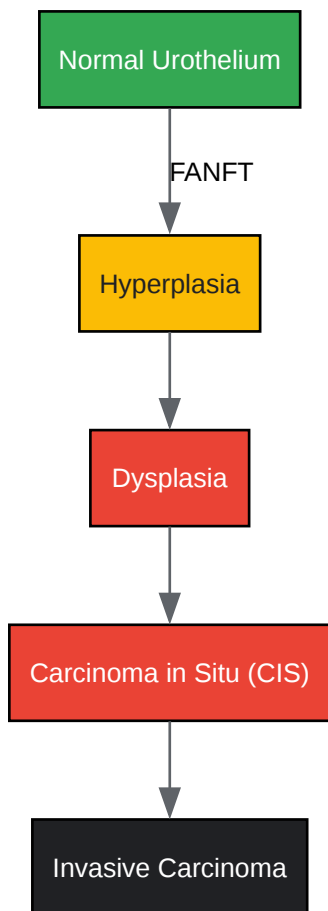 Normal Urothelium
FANFT
Hyperplasia
Dysplasia
Carcinoma in Situ (CIS)
Invasive Carcinoma